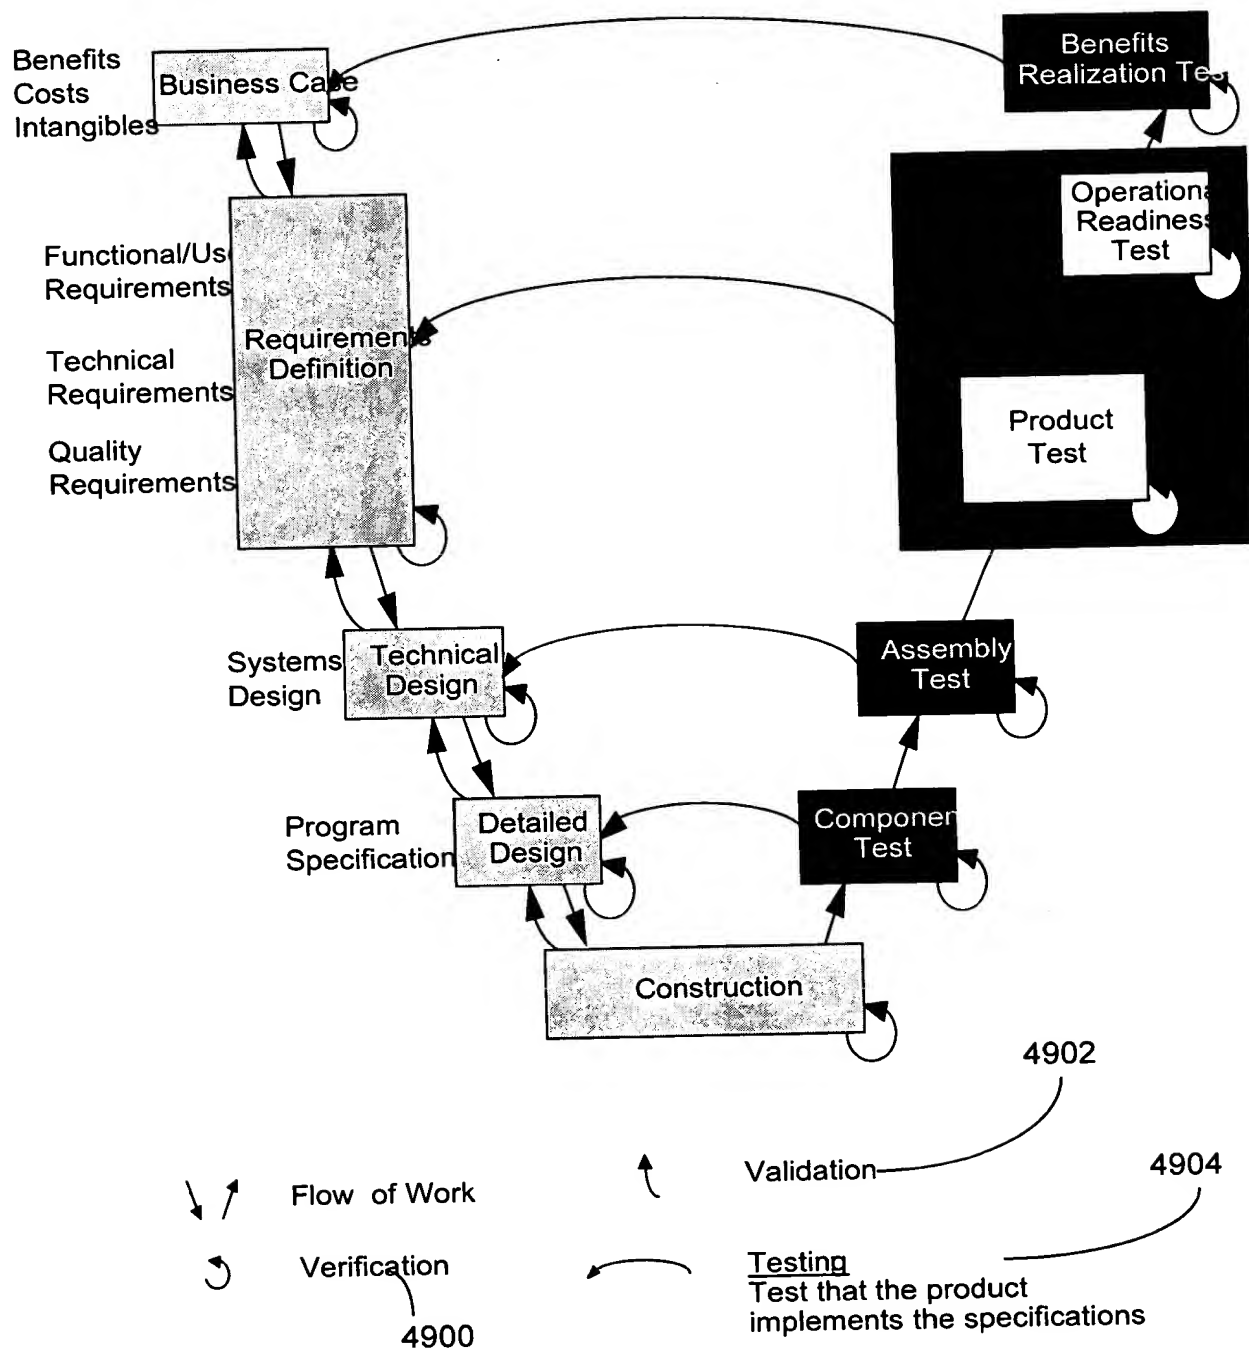 Benefits
Costs
Intangibles
Business Case
Benefits
Realization Tes
Operationa
Readines
Test
Functional/Us
Requirements
Technical
Requirements
Quality
Requirements
Requirements
Definition
Product
Test
Systems
Design
Technical
Design
Assembly
Test
Program
Specification
Detailed
Design
Componen
Test
Construction
4902
Validation
4904
Flow of Work
Verification
4900
Testing
Test that the product
implements the specifications